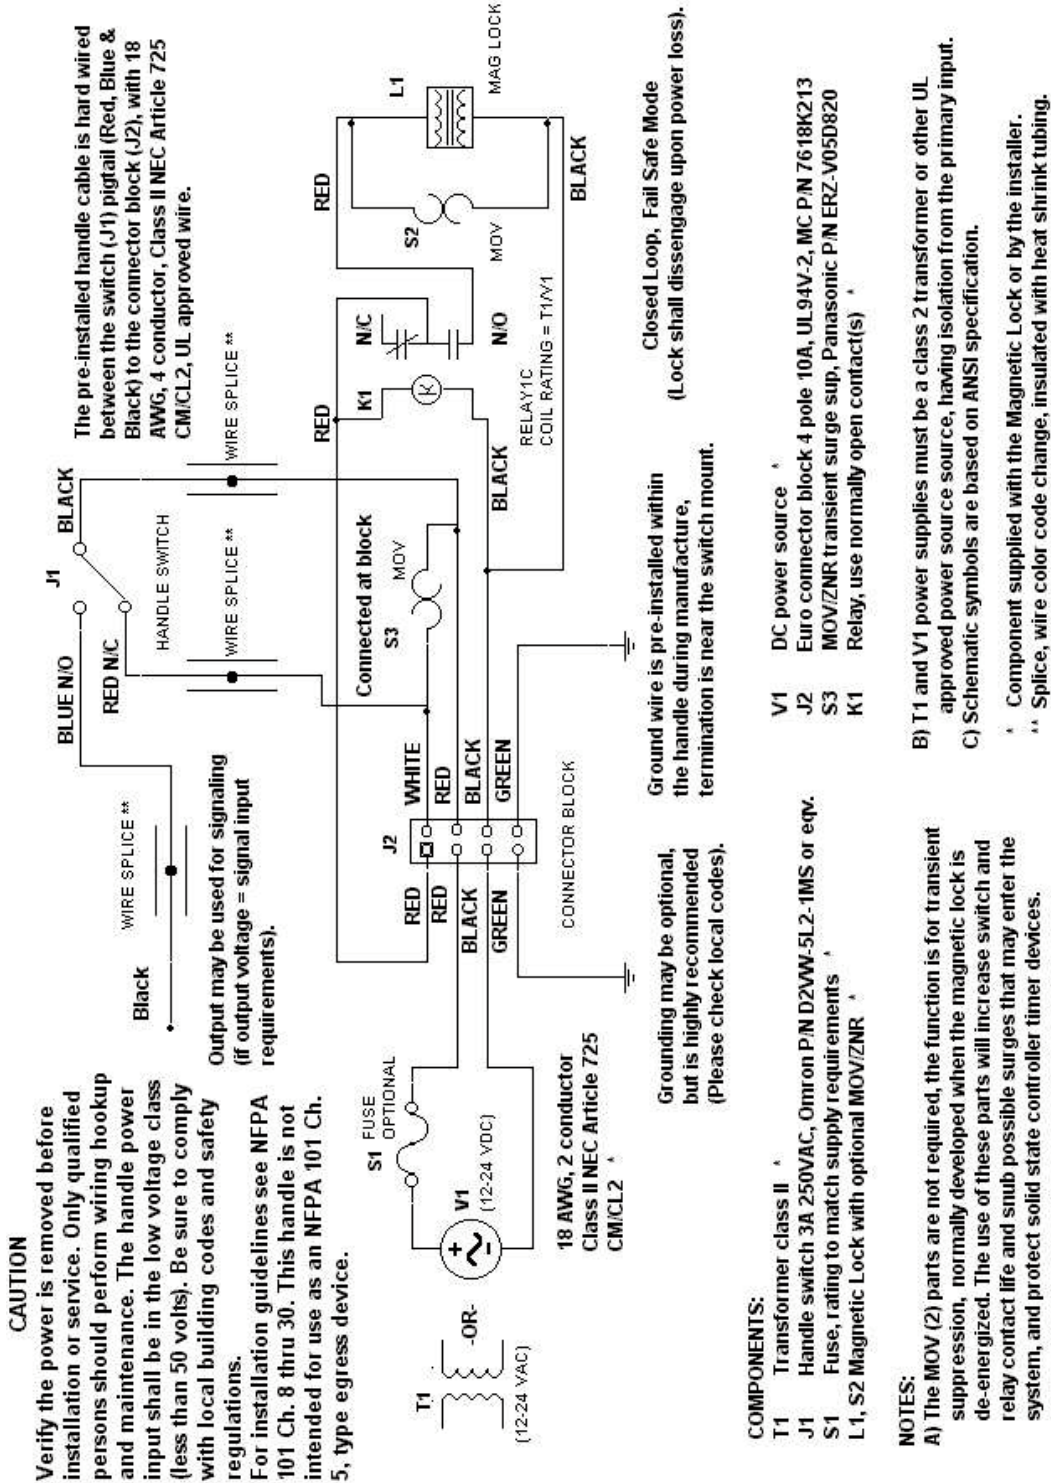 CAUTION
Verify the power is removed before
installation or service. Only qualified
persons should perform wiring hookup
and maintenance. The handle power
input shall be in the low voltage class
(less than 50 volts). Be sure to comply
with local building codes and safety
regulations.
For installation guidelines see NFPA
101 Ch. 8 thru 30. This handle is not
intended for use as an NFPA 101 Ch.
5, type egress device.
Black
WIRE SPLICE **
Output may be used for signaling
(if output voltage = signal input
requirements).
BLUE N/O
J1
BLACK
RED N/C
HANDLE SWITCH
WIRE SPLICE **
WIRE SPLICE **
The pre-installed handle cable is hard wired
between the switch (J1) pigtail (Red, Blue &
Black) to the connector block (J2), with 18
AWG, 4 conductor, Class II NEC Article 725
CM/CL2, UL approved wire.
T1
(12-24 VAC)
-OR-
V1
(12-24 VDC)
S1
FUSE
OPTIONAL
18 AWG, 2 conductor
Class II NEC Article 725
CM/CL2 *
RED
RED
BLACK
GREEN
J2
WHITE
RED
BLACK
GREEN
CONNECTOR BLOCK
Connected at block
S3
MOV
RED
K1
N/C
N/O
BLACK
RELAY1C
COIL RATING = T1/V1
K
RED
S2
MOV
L1
MAG LOCK
BLACK
Grounding may be optional,
but is highly recommended
(Please check local codes).
Ground wire is pre-installed within
the handle during manufacture,
termination is near the switch mount.
Closed Loop, Fail Safe Mode
(Lock shall dissengage upon power loss).
COMPONENTS:
T1 Transformer class II *
J1 Handle switch 3A 250VAC, Omron P/N D2VW-5L2-1MS or eqv.
S1 Fuse, rating to match supply requirements *
L1, S2 Magnetic Lock with optional MOV/ZNR *
V1 DC power source *
J2 Euro connector block 4 pole 10A, UL94V-2, MC P/N 7618K213
S3 MOV/ZNR transient surge sup, Panasonic P/N ERZ-V05D820
K1 Relay, use normally open contact(s) *
NOTES:
A) The MOV (2) parts are not required, the function is for transient
suppression, normally developed when the magnetic lock is
de-energized. The use of these parts will increase switch and
relay contact life and snub possible surges that may enter the
system, and protect solid state controller timer devices.
B) T1 and V1 power supplies must be a class 2 transformer or other UL
approved power source source, having isolation from the primary input.
C) Schematic symbols are based on ANSI specification.
* Component supplied with the Magnetic Lock or by the installer.
** Splice, wire color code change, insulated with heat shrink tubing.